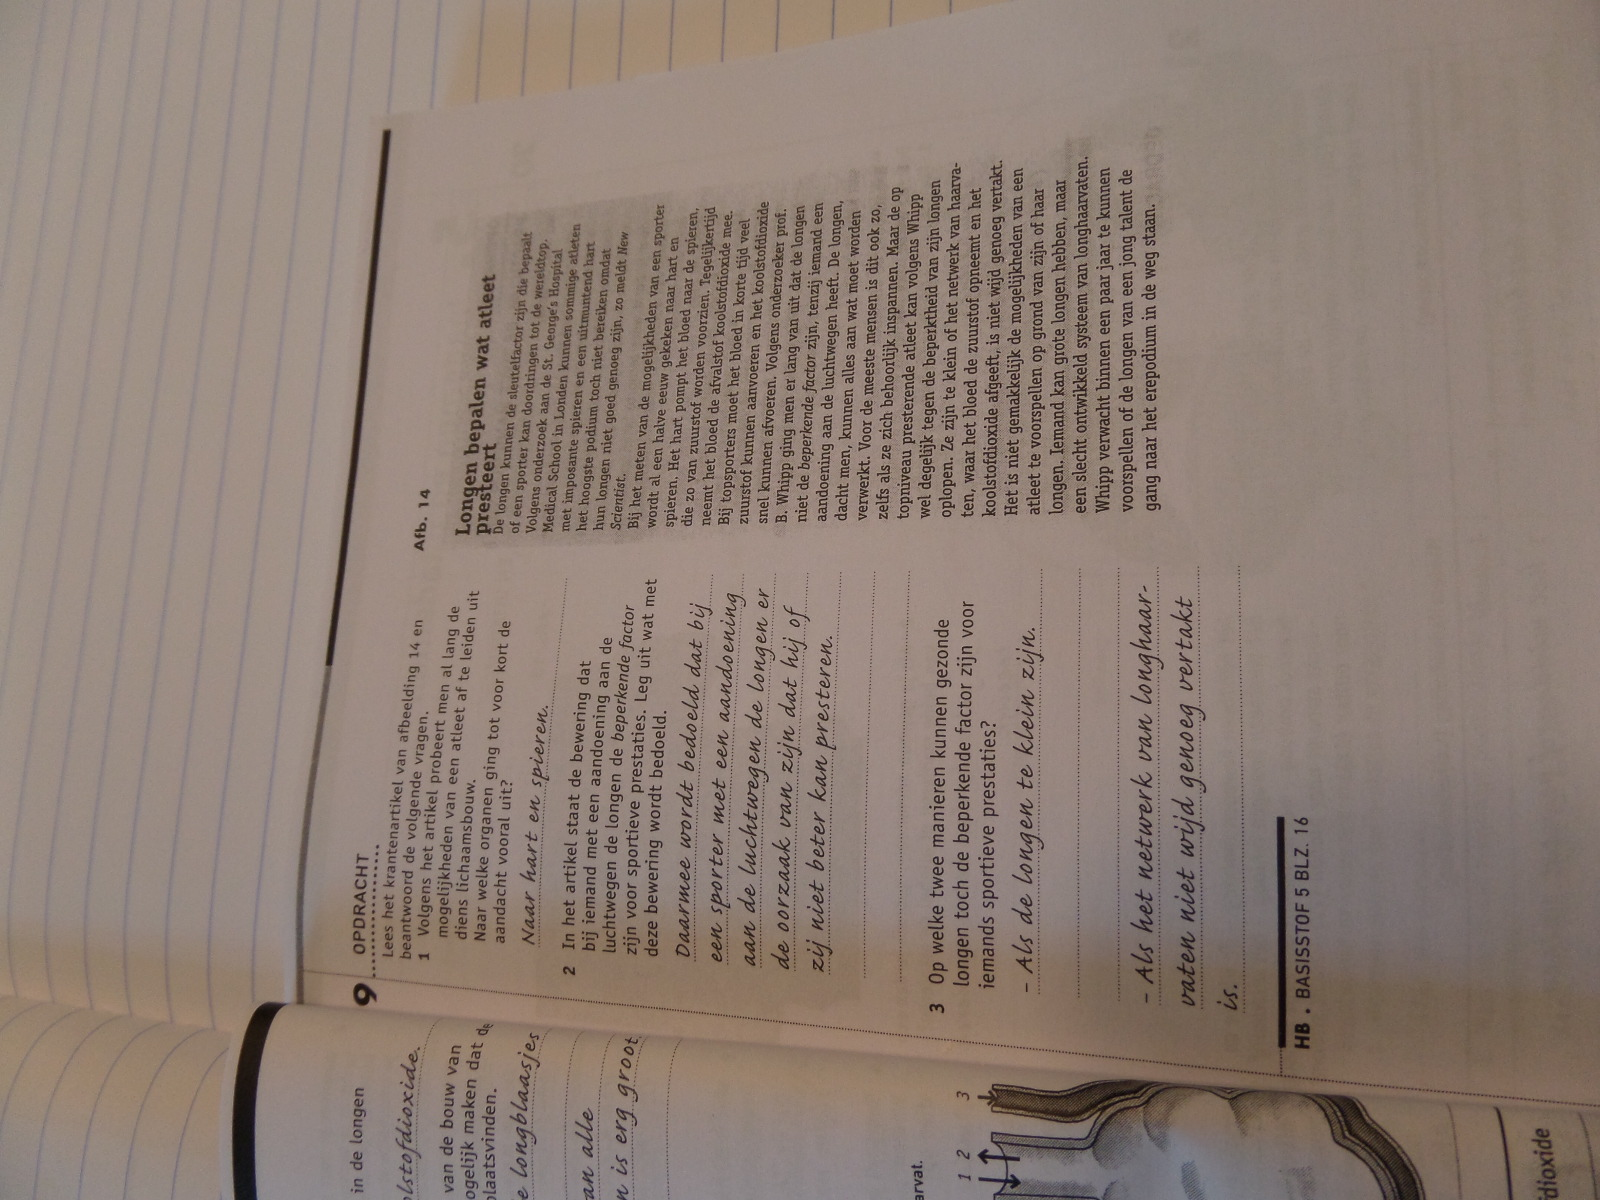 in de longen
olstofdioxide.
van de bouw van
ogelijk maken dat de
plaatsvinden.
e longblaasjes
an alle
n is erg groot
arvat.
1 2 3
dioxide
9 OPDRACHT
Lees het krantenartikel van afbeelding 14 en
beantwoord de volgende vragen.
1 Volgens het artikel probeert men al lang de
mogelijkheden van een atleet af te leiden uit
diens lichaamsbouw.
Naar welke organen ging tot voor kort de
aandacht vooral uit?
Naar hart en spieren.
2 In het artikel staat de bewering dat
bij iemand met een aandoening aan de
luchtwegen de longen de beperkende factor
zijn voor sportieve prestaties. Leg uit wat met
deze bewering wordt bedoeld.
Daarmee wordt bedoeld dat bij
een sporter met een aandoening
aan de luchtwegen de longen er
de oorzaak van zijn dat hij of
zij niet beter kan presteren.
3 Op welke twee manieren kunnen gezonde
longen toch de beperkende factor zijn voor
iemands sportieve prestaties?
- Als de longen te klein zijn.
- Als het netwerk van longhaar-
vaten niet wijd genoeg vertakt
is.
HB . BASISSTOF 5 BLZ. 16
Afb. 14
Longen bepalen wat atleet
presteert
De longen kunnen de sleutelfactor zijn die bepaalt
of een sporter kan doordringen tot de wereldtop.
Volgens onderzoek aan de St. George's Hospital
Medical School in Londen kunnen sommige atleten
met imposante spieren en een uitmuntend hart
het hoogste podium toch niet bereiken omdat
hun longen niet goed genoeg zijn, zo meldt New
Scientist.
Bij het meten van de mogelijkheden van een sporter
wordt al een halve eeuw gekeken naar hart en
spieren. Het hart pompt het bloed naar de spieren,
die zo van zuurstof worden voorzien. Tegelijkertijd
neemt het bloed de afvalstof koolstofdioxide mee.
Bij topsporters moet het bloed in korte tijd veel
zuurstof kunnen aanvoeren en het koolstofdioxide
snel kunnen afvoeren. Volgens onderzoeker prof.
B. Whipp ging men er lang van uit dat de longen
niet de beperkende factor zijn, tenzij iemand een
aandoening aan de luchtwegen heeft. De longen,
dacht men, kunnen alles aan wat moet worden
verwerkt. Voor de meeste mensen is dit ook zo,
zelfs als ze zich behoorlijk inspannen. Maar de op
topniveau presterende atleet kan volgens Whipp
wel degelijk tegen de beperktheid van zijn longen
oplopen. Ze zijn te klein of het netwerk van haarva-
ten, waar het bloed de zuurstof opneemt en het
koolstofdioxide afgeeft, is niet wijd genoeg vertakt.
Het is niet gemakkelijk de mogelijkheden van een
atleet te voorspellen op grond van zijn of haar
longen. Iemand kan grote longen hebben, maar
een slecht ontwikkeld systeem van longhaarvaten.
Whipp verwacht binnen een paar jaar te kunnen
voorspellen of de longen van een jong talent de
gang naar het erepodium in de weg staan.